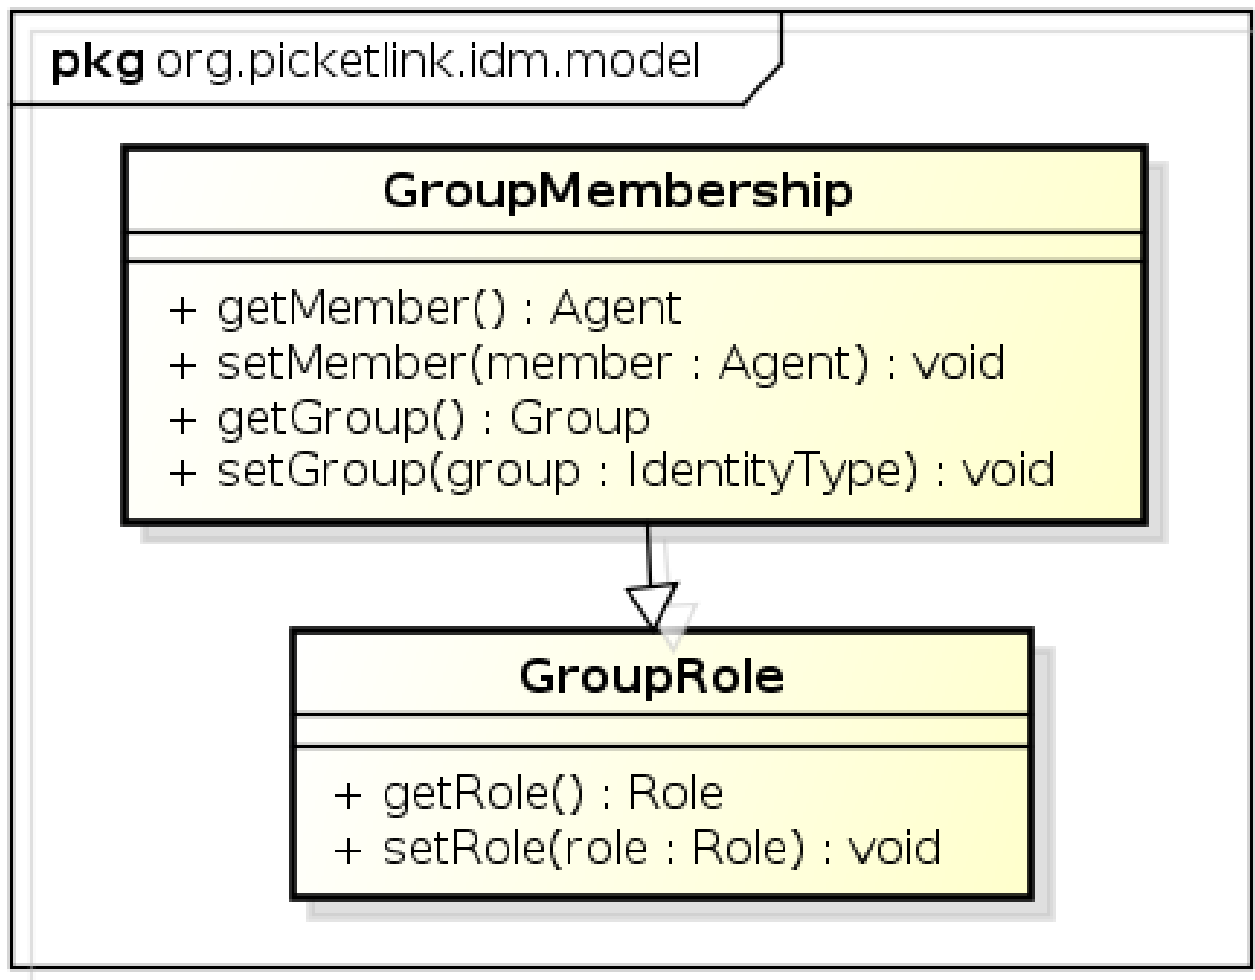 pkg org.picketlink.idm.model
GroupMembership
+ getMember() : Agent
+ setMember(member : Agent) : void
+ getGroup() : Group
+ setGroup(group : IdentityType) : void
GroupRole
+ getRole() : Role
+ setRole(role : Role) : void